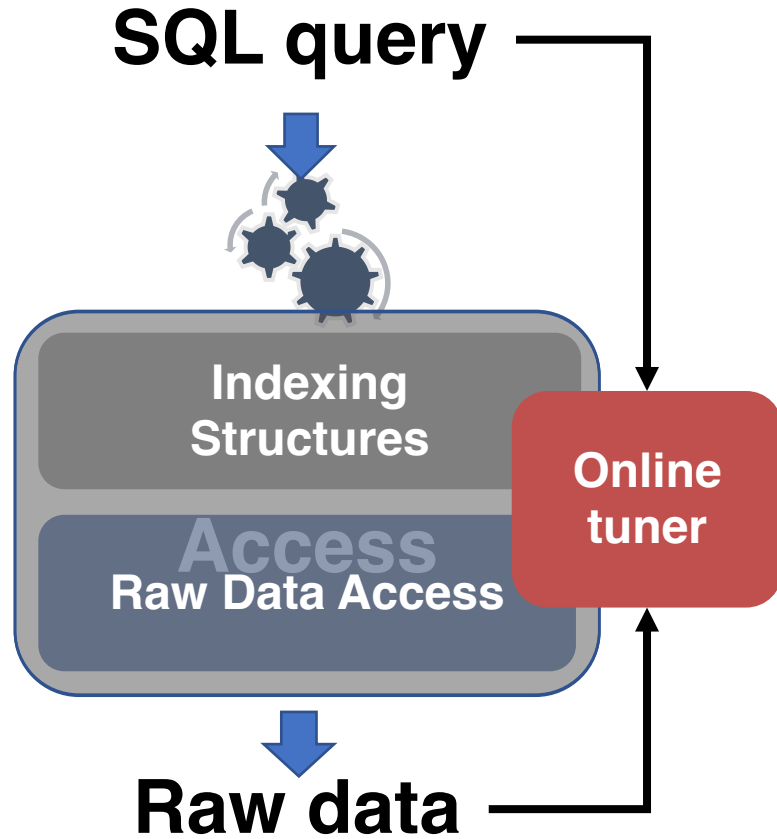 SQL query
Indexing
Structures
Online
tuner
Access
Raw Data Access
Raw data